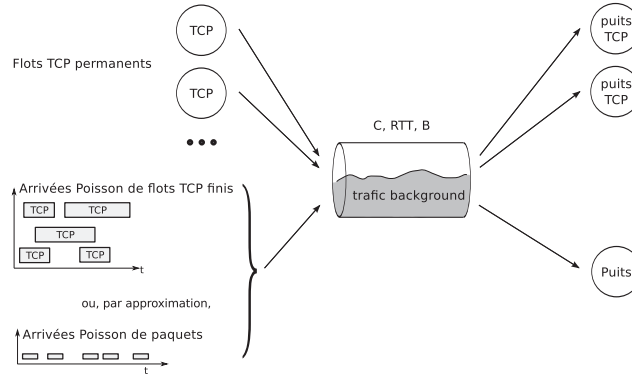 TCP
puits
TCP
Flots TCP permanents
TCP
puits
TCP
C, RTT, B
Arrivées Poisson de flots TCP finis
trafic background
TCP
TCP
TCP
TCP
TCP
t
Puits
ou, par approximation,
Arrivées Poisson de paquets
t